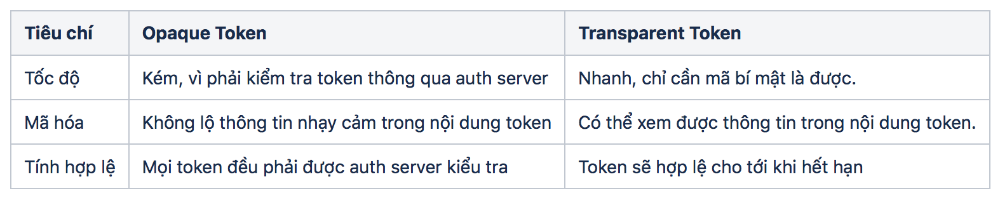 Tiêu chí Opaque Token Transparent Token
Tốc độ Kém, vì phải kiểm tra token thông qua auth server Nhanh, chỉ cần mã bí mật là được.
Mã hóa Không lộ thông tin nhạy cảm trong nội dung token Có thể xem được thông tin trong nội dung token.
Tính hợp lệ Mọi token đều phải được auth server kiểu tra Token sẽ hợp lệ cho tới khi hết hạn